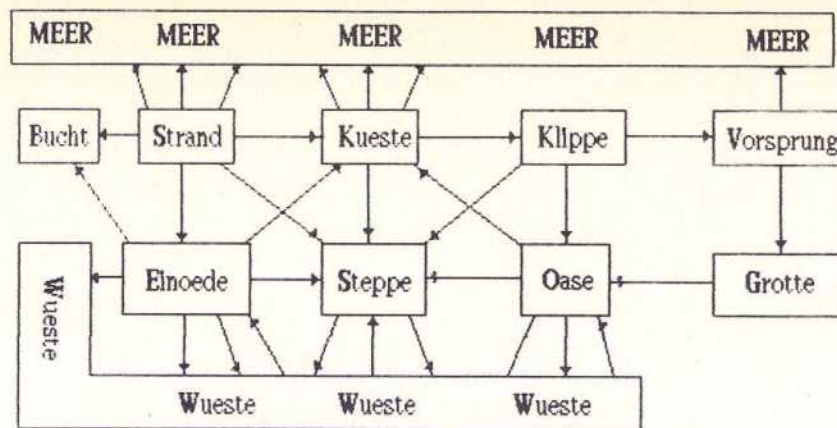 MEER MEER MEER MEER MEER
Bucht Strand Kueste Klippe Vorsprung
Wueste Einoede Steppe Oase Grotte
Wueste Wueste Wueste